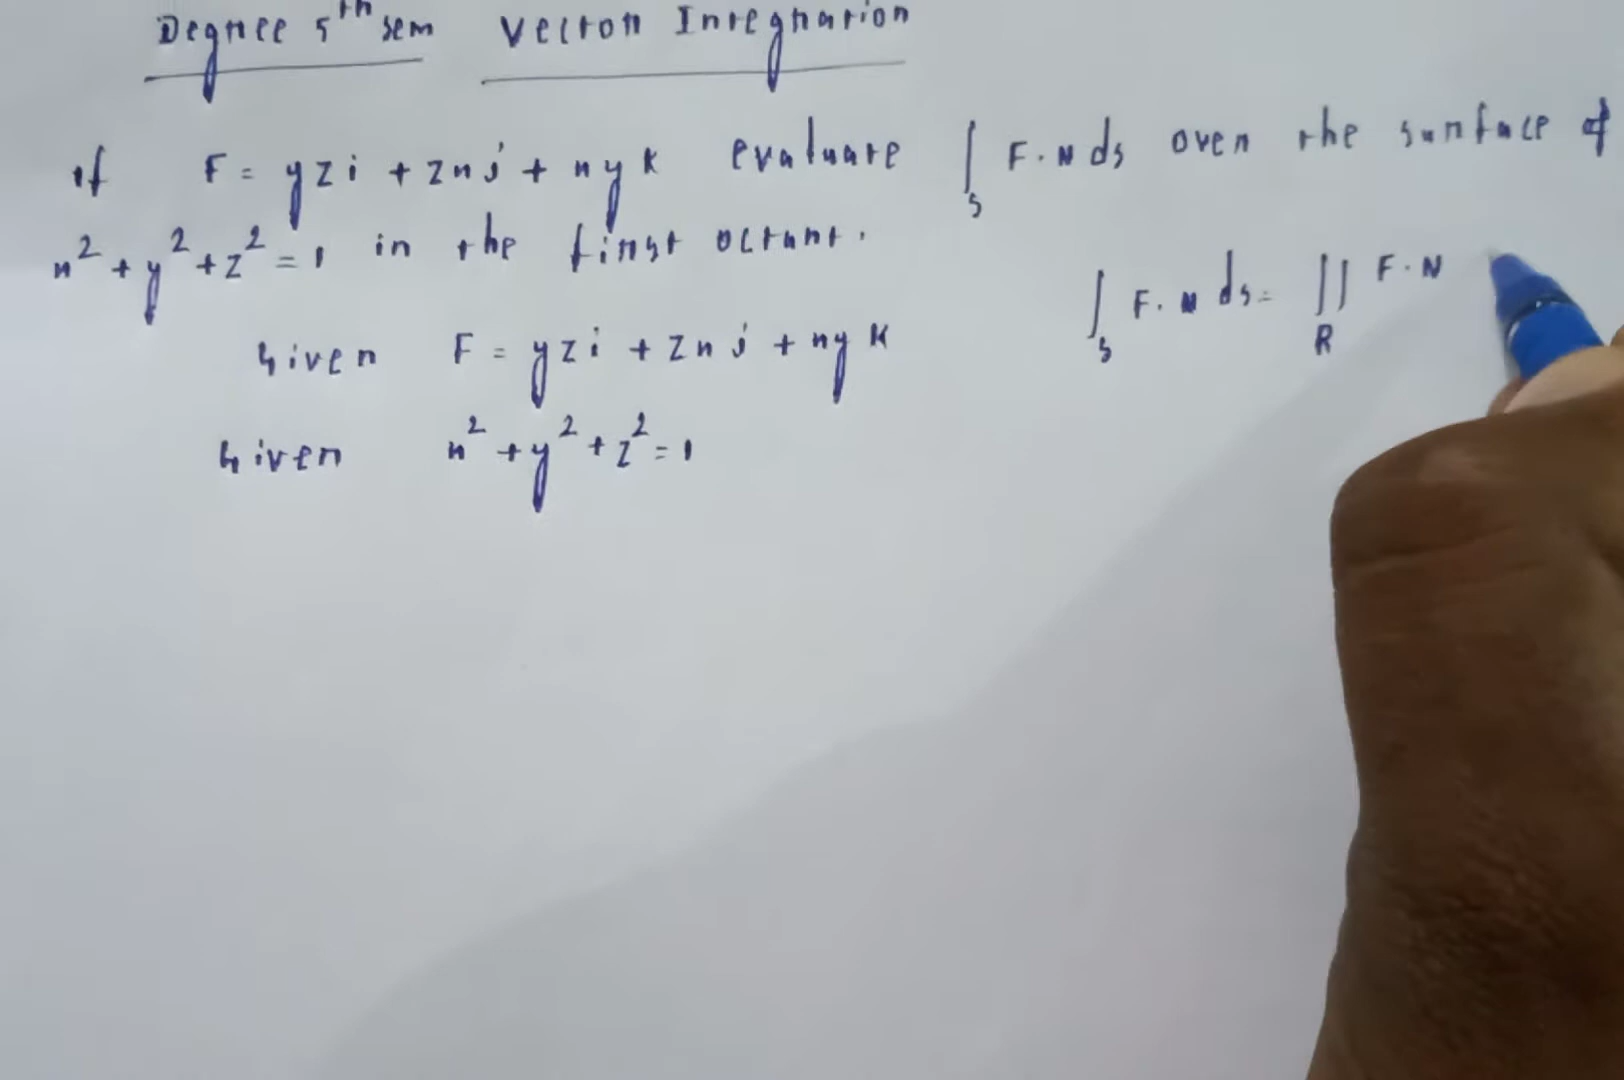 Degree 5th sem Vector Integration
if F = yzi + zxj + xyk evaluate ∫S F.N ds over the surface of
x² + y² + z² = 1 in the first octant.
∫S F.N ds = ∬R F.N
Given F = yzi + zxj + xyk
Given x² + y² + z² = 1